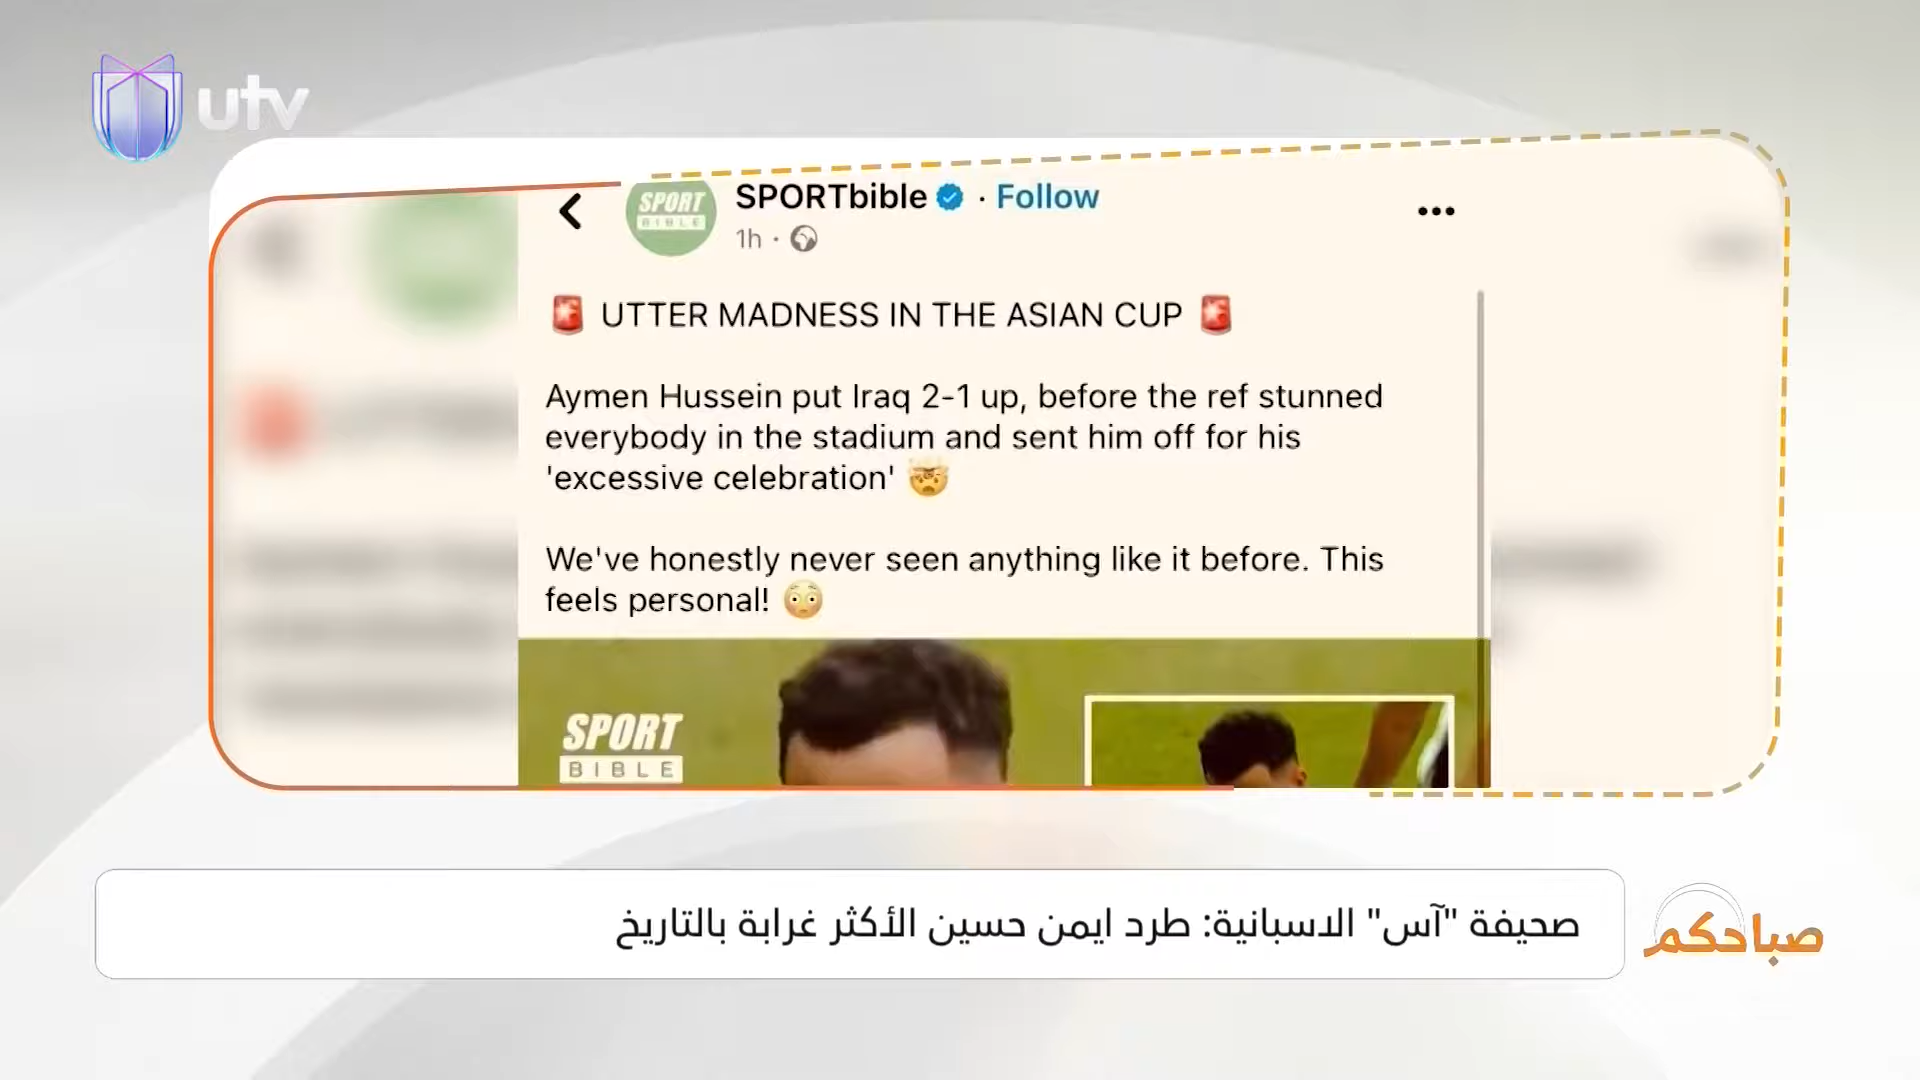 utv
SPORT
BIBLE
SPORTbible · Follow
1h ·
🚨 UTTER MADNESS IN THE ASIAN CUP 🚨
Aymen Hussein put Iraq 2-1 up, before the ref stunned
everybody in the stadium and sent him off for his
'excessive celebration' 🤯
We've honestly never seen anything like it before. This
feels personal! 😳
SPORT
BIBLE
صحيفة "آس" الاسبانية: طرد ايمن حسين الأكثر غرابة بالتاريخ
صباحكم